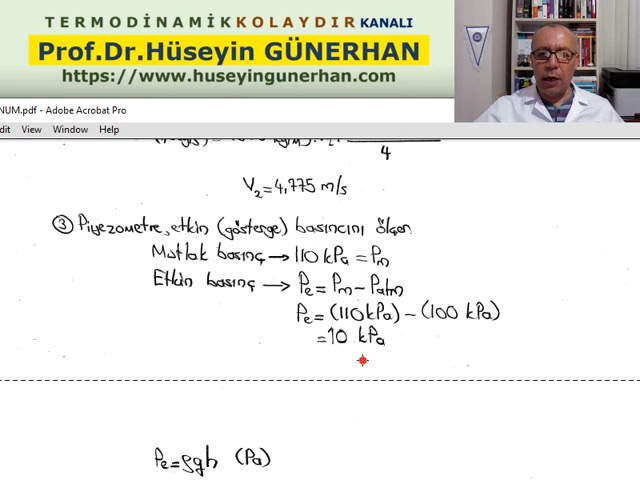 TERMODİNAMİKKOLAYDIR KANALI
Prof.Dr.Hüseyin GÜNERHAN
https://www.huseyingunerhan.com
NUM.pdf - Adobe Acrobat Pro
dit View Window Help
4
V₂=4,775 m/s
③ Piyezometre, etkin (gösterge) basıncını ölçer
Mutlak basınç → 110 kPa = Pm
Etkin basınç → Pe = Pm - Patm
Pe = (110 kPa) - (100 kPa)
= 10 kPa
Pe = ρgh (Pa)